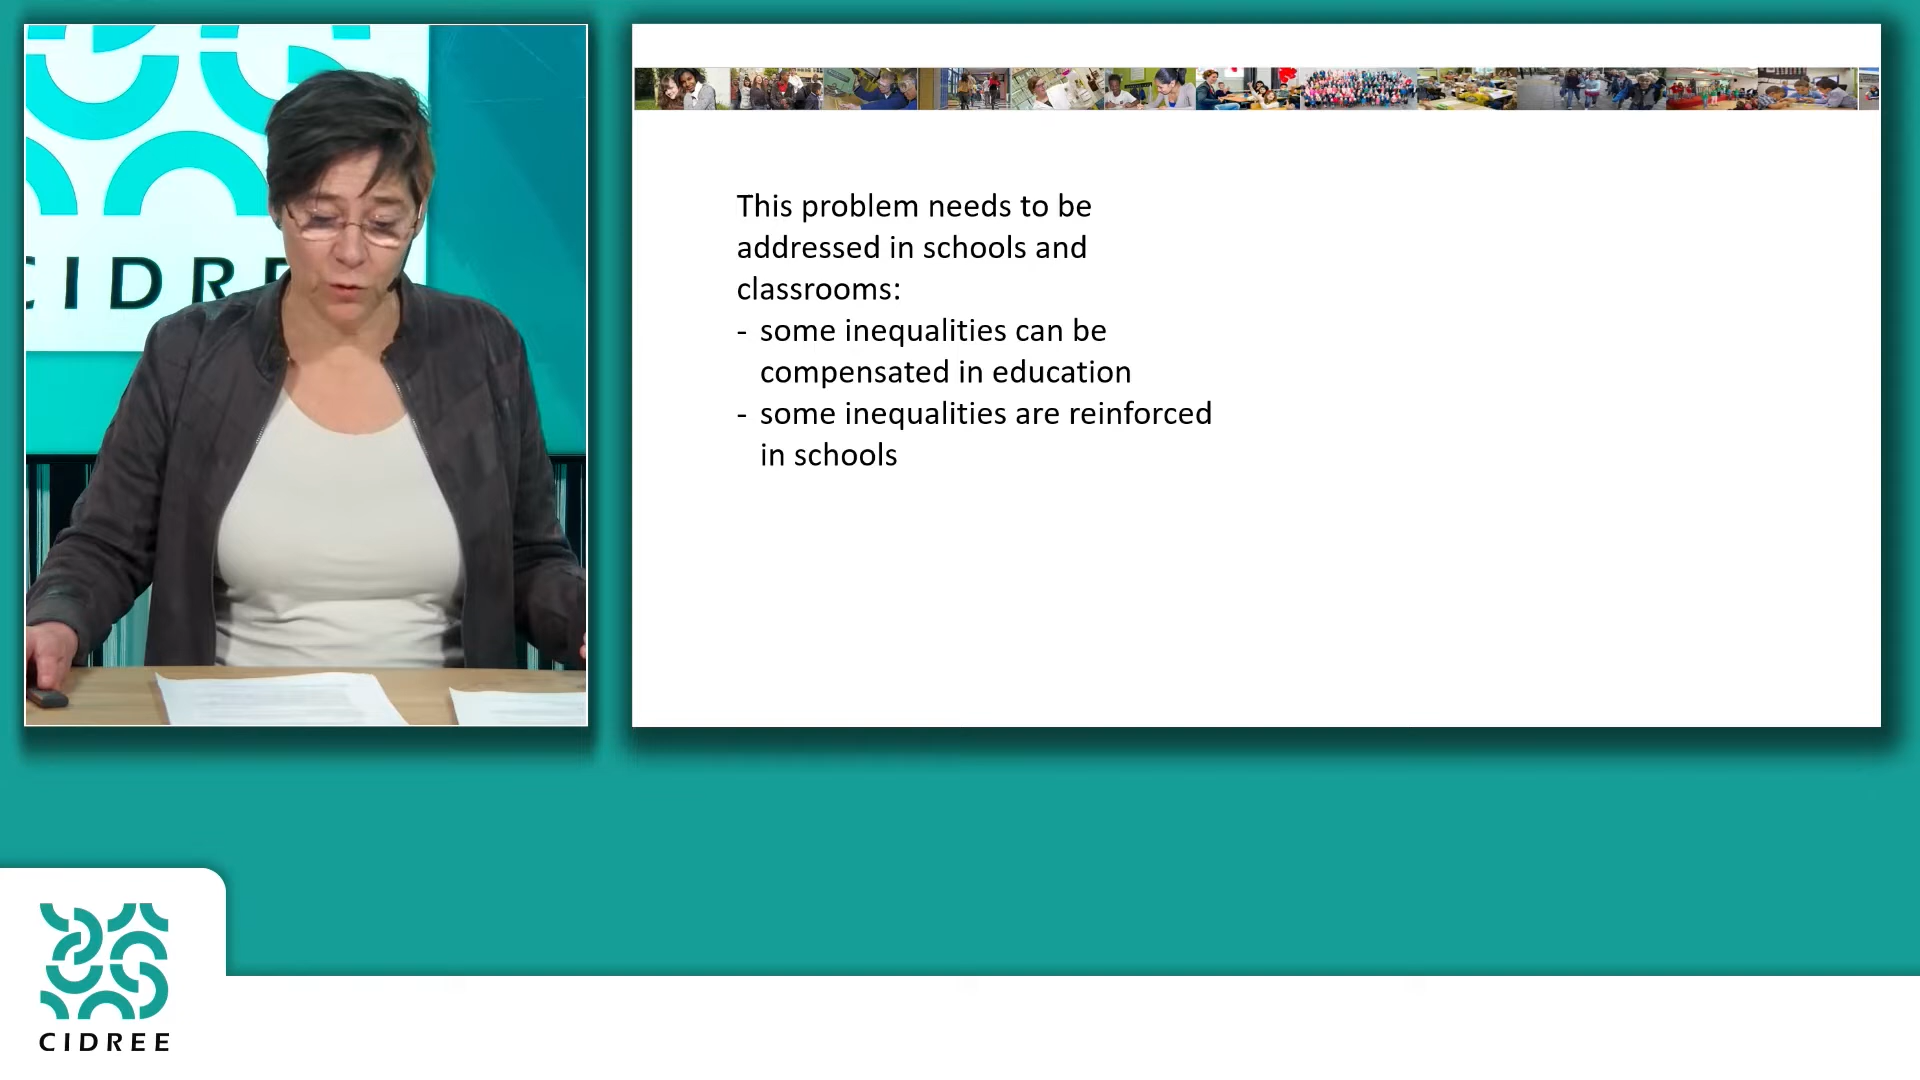 CIDRE
This problem needs to be
addressed in schools and
classrooms:
- some inequalities can be
compensated in education
- some inequalities are reinforced
in schools
CIDREE